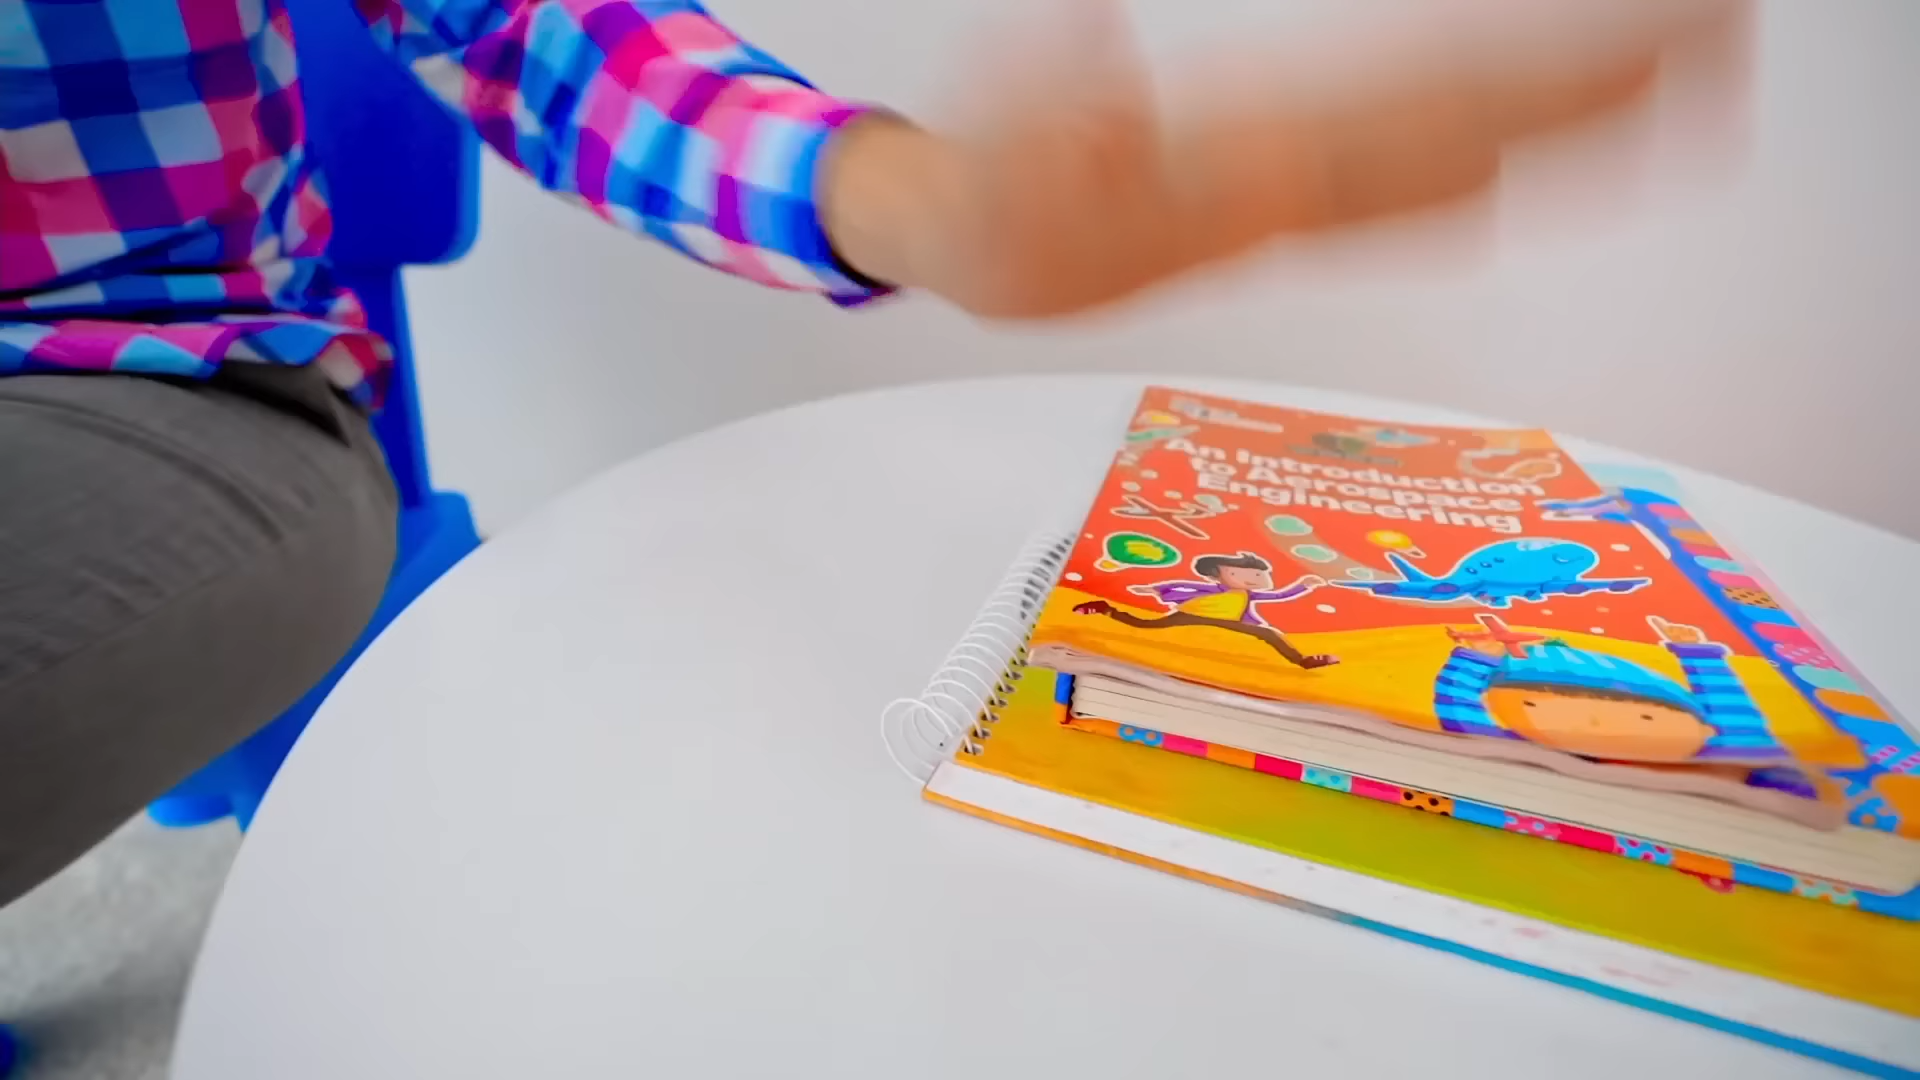 An Introduction
to Aerospace
Engineering